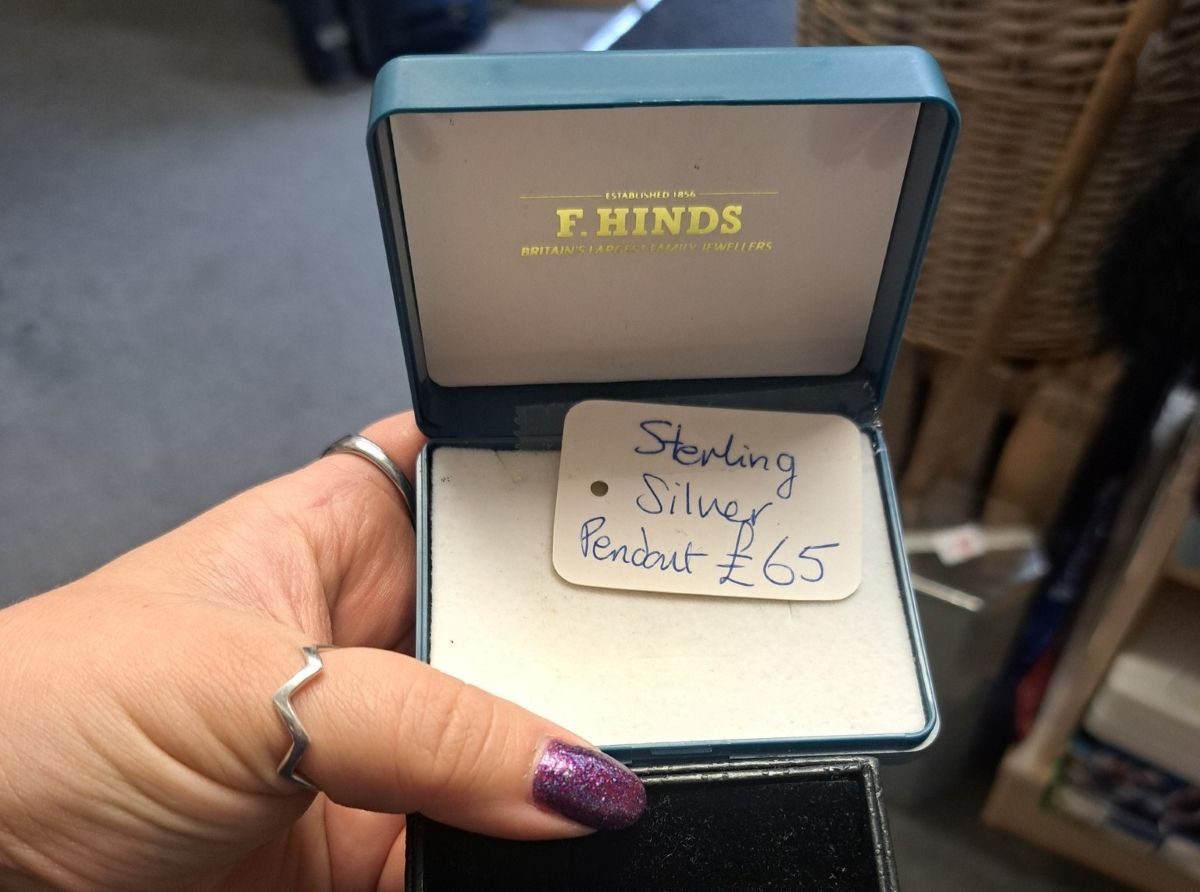 ESTABLISHED 1856
F. HINDS
BRITAIN'S LARGEST FAMILY JEWELLERS
Sterling
Silver
Pendant £65